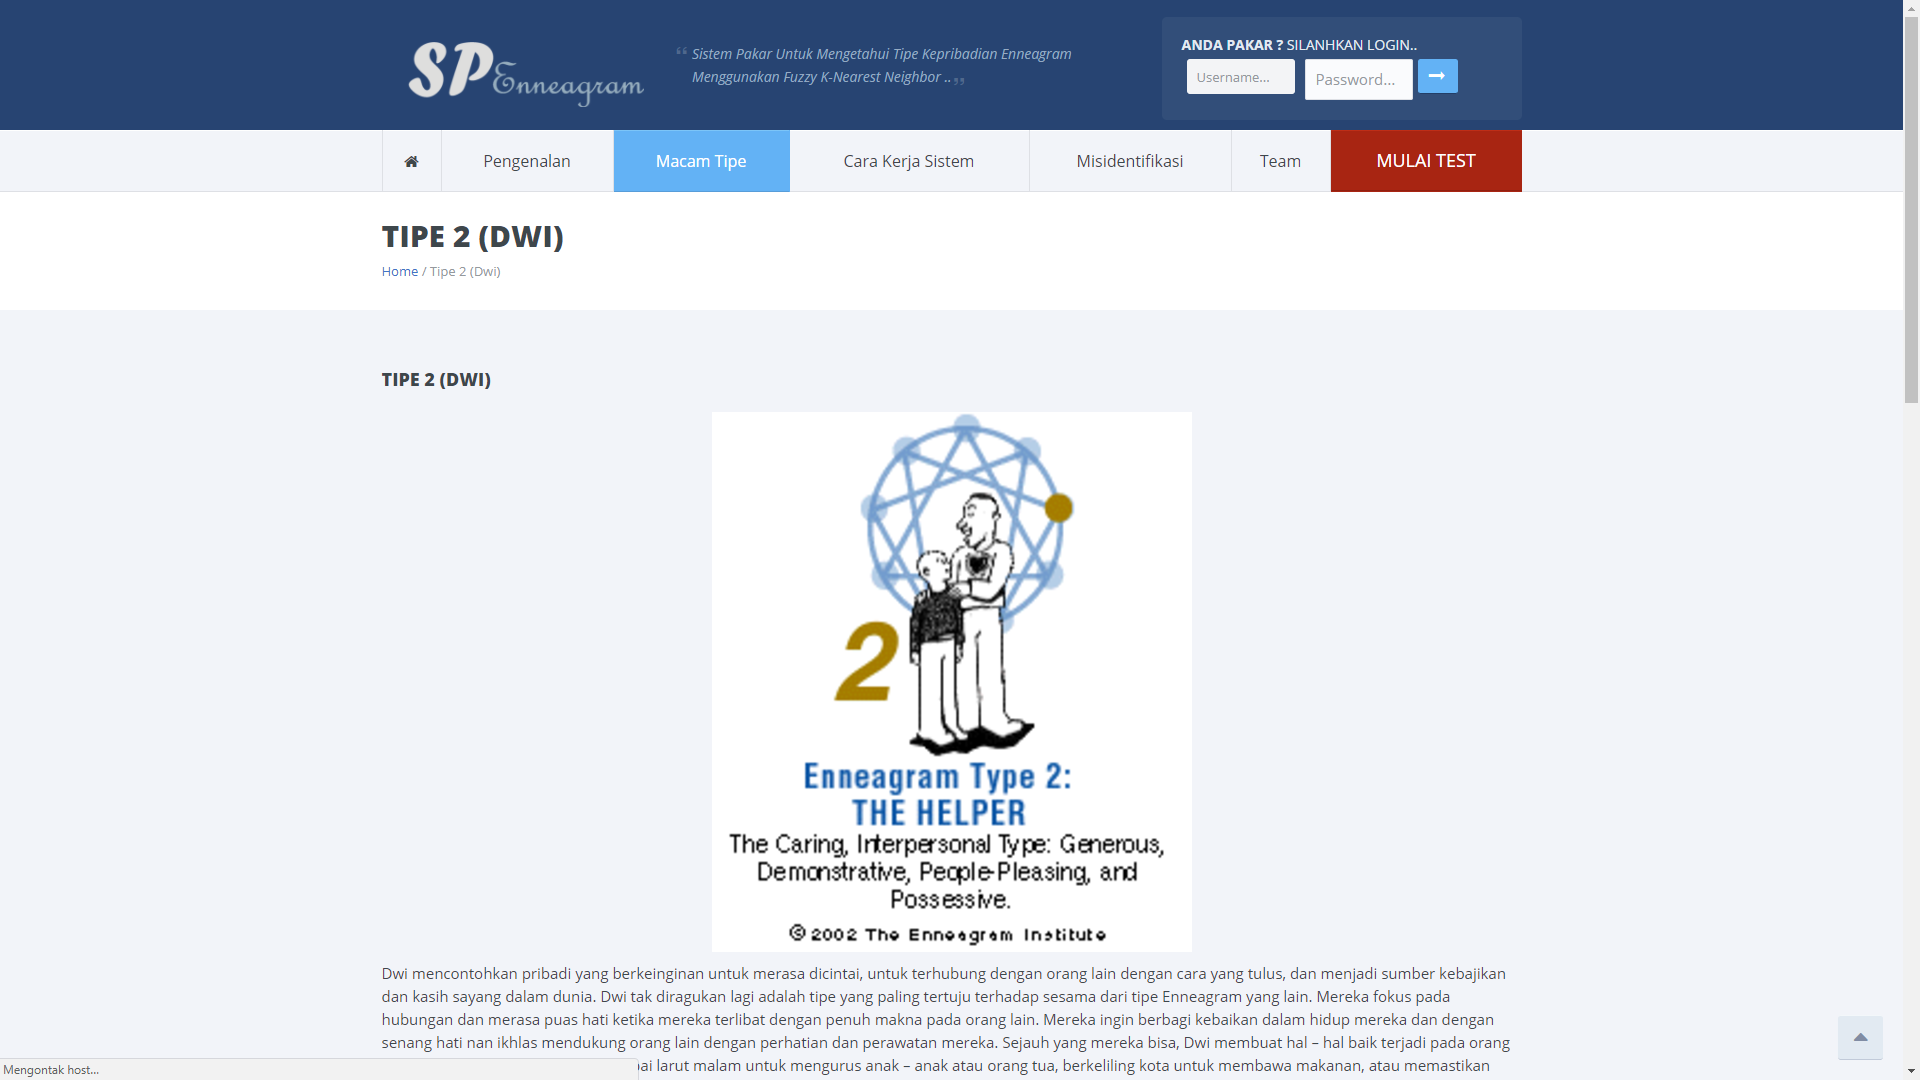 SP Enneagram
“ Sistem Pakar Untuk Mengetahui Tipe Kepribadian Enneagram
Menggunakan Fuzzy K-Nearest Neighbor .. ”
ANDA PAKAR ? SILANHKAN LOGIN..
Username...
Password...
Pengenalan
Macam Tipe
Cara Kerja Sistem
Misidentifikasi
Team
MULAI TEST
TIPE 2 (DWI)
Home / Tipe 2 (Dwi)
TIPE 2 (DWI)
2
Enneagram Type 2:
THE HELPER
The Caring, Interpersonal Type: Generous,
Demonstrative, People-Pleasing, and
Possessive.
© 2002 The Enneagram Institute
Dwi mencontohkan pribadi yang berkeinginan untuk merasa dicintai, untuk terhubung dengan orang lain dengan cara yang tulus, dan menjadi sumber kebajikan
dan kasih sayang dalam dunia. Dwi tak diragukan lagi adalah tipe yang paling tertuju terhadap sesama dari tipe Enneagram yang lain. Mereka fokus pada
hubungan dan merasa puas hati ketika mereka terlibat dengan penuh makna pada orang lain. Mereka ingin berbagi kebaikan dalam hidup mereka dan dengan
senang hati nan ikhlas mendukung orang lain dengan perhatian dan perawatan mereka. Sejauh yang mereka bisa, Dwi membuat hal – hal baik terjadi pada orang
larut malam untuk mengurus anak – anak atau orang tua, berkeliling kota untuk membawa makanan, atau memastikan
Mengontak host...